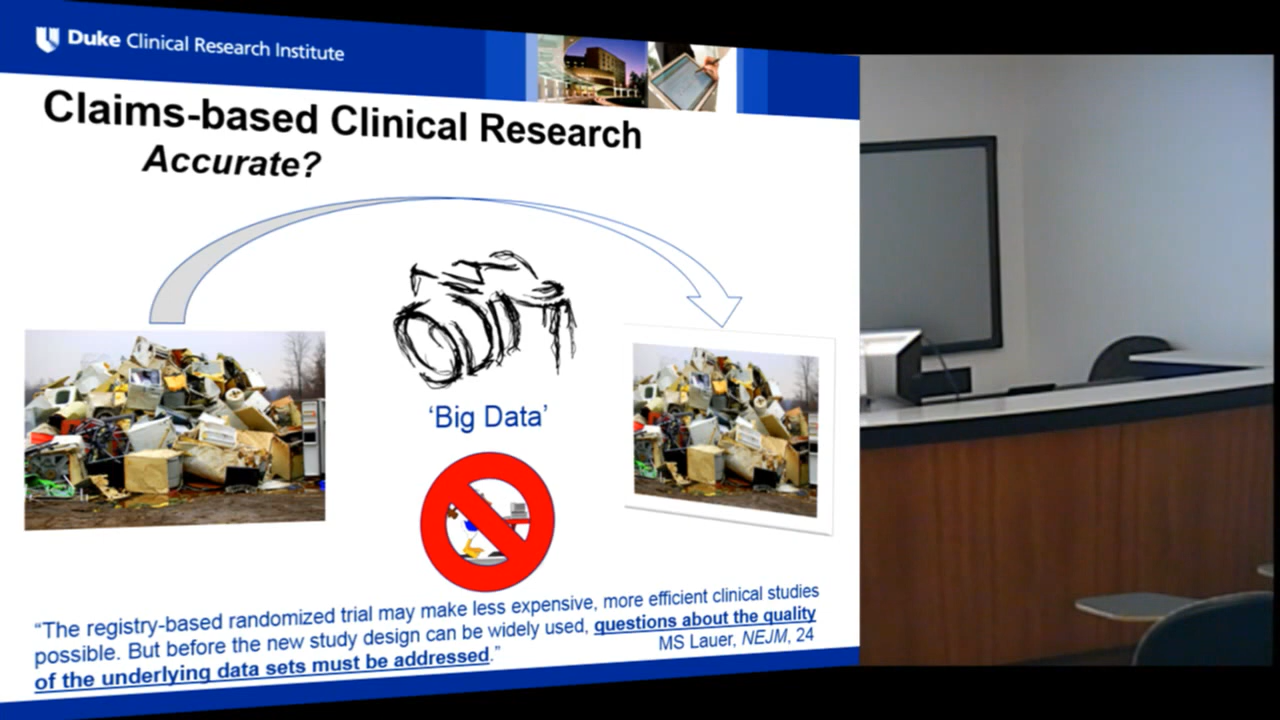 Duke Clinical Research Institute
Claims-based Clinical Research
Accurate?
‘Big Data’
“The registry-based randomized trial may make less expensive, more efficient clinical studies
possible. But before the new study design can be widely used, questions about the quality
of the underlying data sets must be addressed.”
MS Lauer, NEJM, 24